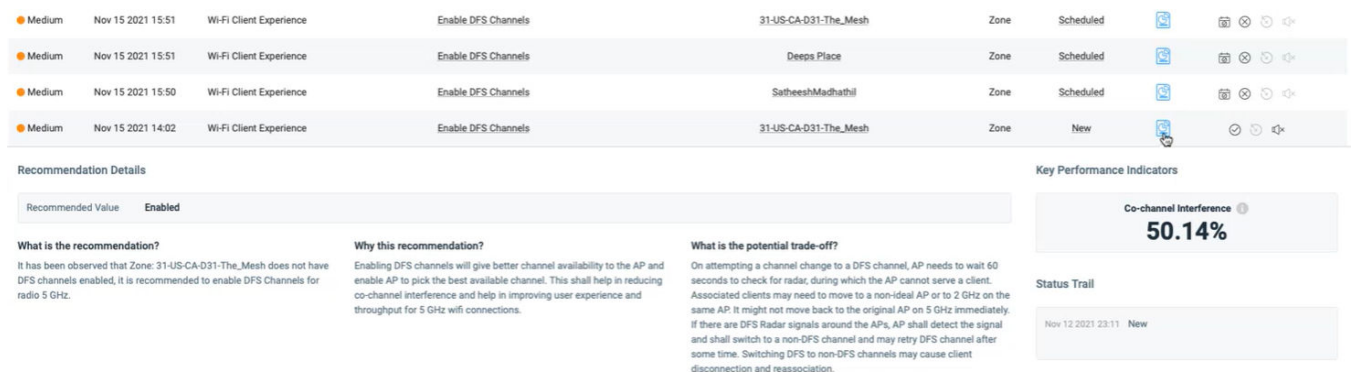 Medium Nov 15 2021 15:51 Wi-Fi Client Experience Enable DFS Channels 31-US-CA-D31-The_Mesh Zone Scheduled
Medium Nov 15 2021 15:51 Wi-Fi Client Experience Enable DFS Channels Deeps Place Zone Scheduled
Medium Nov 15 2021 15:50 Wi-Fi Client Experience Enable DFS Channels SatheeshMadhathil Zone Scheduled
Medium Nov 15 2021 14:02 Wi-Fi Client Experience Enable DFS Channels 31-US-CA-D31-The_Mesh Zone New
Recommendation Details
Recommended Value Enabled
What is the recommendation?
It has been observed that Zone: 31-US-CA-D31-The_Mesh does not have
DFS channels enabled, it is recommended to enable DFS Channels for
radio 5 GHz.
Why this recommendation?
Enabling DFS channels will give better channel availability to the AP and
enable AP to pick the best available channel. This shall help in reducing
co-channel interference and help in improving user experience and
throughput for 5 GHz wifi connections.
What is the potential trade-off?
On attempting a channel change to a DFS channel, AP needs to wait 60
seconds to check for radar, during which the AP cannot serve a client.
Associated clients may need to move to a non-ideal AP or to 2 GHz on the
same AP. It might not move back to the original AP on 5 GHz immediately.
If there are DFS Radar signals around the APs, AP shall detect the signal
and shall switch to a non-DFS channel and may retry DFS channel after
some time. Switching DFS to non-DFS channels may cause client
disconnection and reassociation.
Key Performance Indicators
Co-channel Interference
50.14%
Status Trail
Nov 12 2021 23:11 New